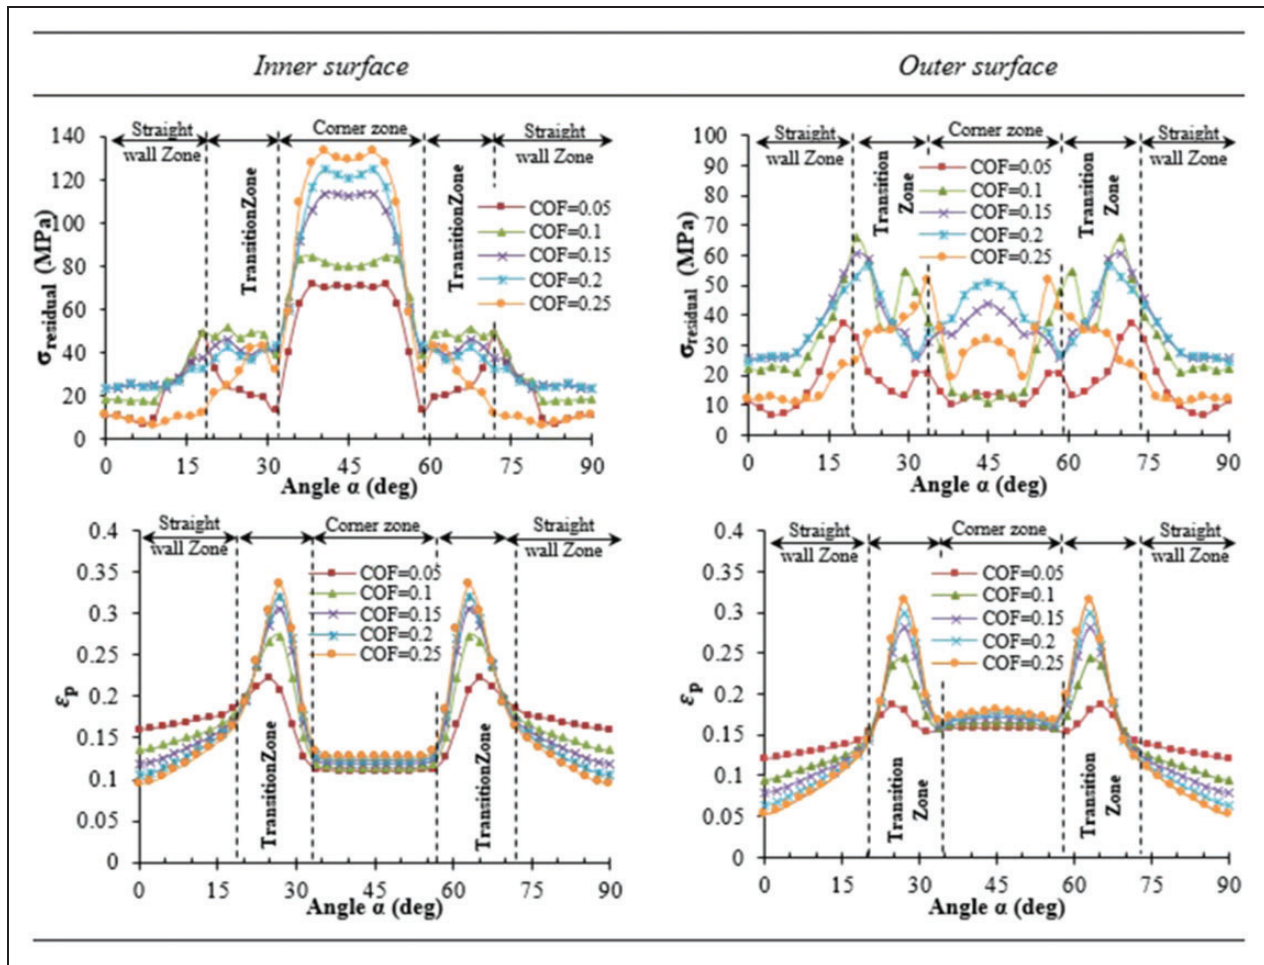 Inner surface
Outer surface
Straight wall Zone
Corner zone
Straight wall Zone
TransitionZone
TransitionZone
140
120
100
80
60
40
20
0
σresidual (MPa)
COF=0.05
COF=0.1
COF=0.15
COF=0.2
COF=0.25
0 15 30 45 60 75 90
Angle α (deg)
Straight wall Zone
Corner zone
Straight wall Zone
Transition Zone
Transition Zone
100
90
80
70
60
50
40
30
20
10
0
σresidual (MPa)
COF=0.05
COF=0.1
COF=0.15
COF=0.2
COF=0.25
0 15 30 45 60 75 90
Angle α (deg)
Straight wall Zone
Corner zone
Straight wall Zone
TransitionZone
TransitionZone
0.4
0.35
0.3
0.25
0.2
0.15
0.1
0.05
0
εp
COF=0.05
COF=0.1
COF=0.15
COF=0.2
COF=0.25
0 15 30 45 60 75 90
Angle α (deg)
Straight wall Zone
Corner zone
Straight wall Zone
Transition Zone
Transition Zone
0.4
0.35
0.3
0.25
0.2
0.15
0.1
0.05
0
εp
COF=0.05
COF=0.1
COF=0.15
COF=0.2
COF=0.25
0 15 30 45 60 75 90
Angle α (deg)